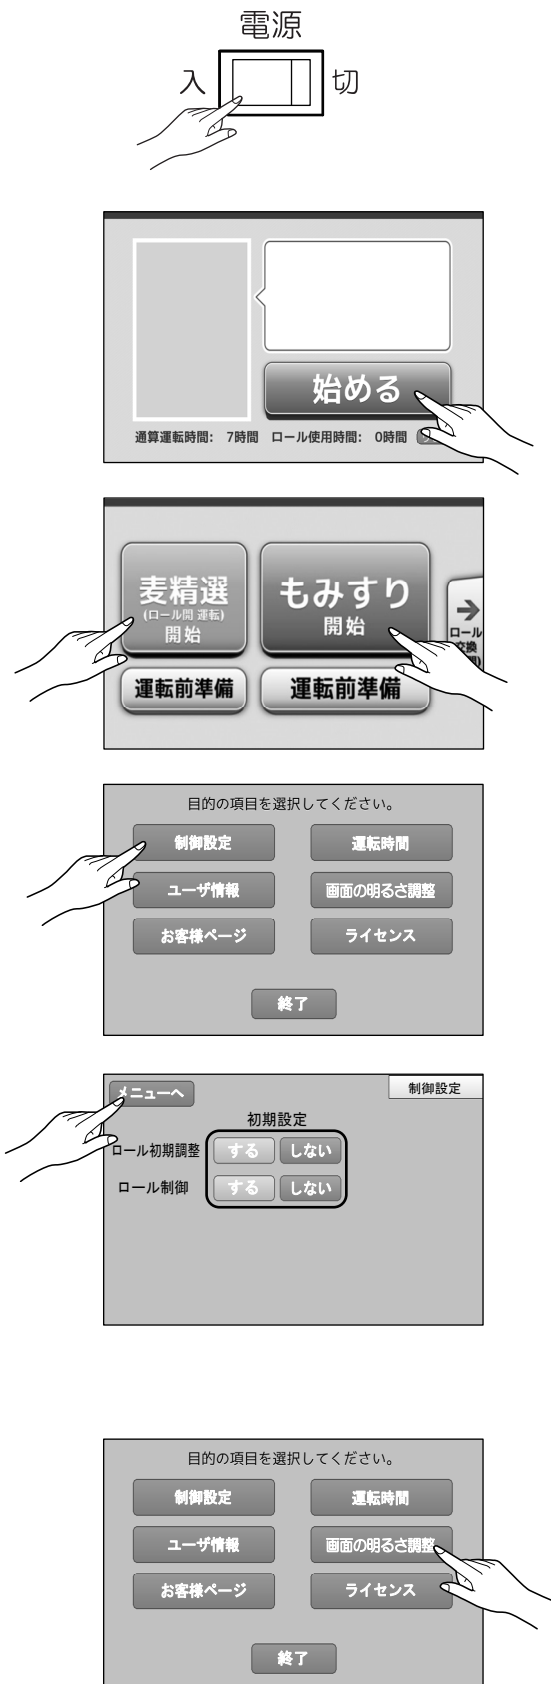 電源
入 切
始める
通算運転時間: 7時間 ロール使用時間: 0時間
麦精選
(ロール開 運転)
開始
もみすり
開始
ロール
交換
運転前準備
運転前準備
目的の項目を選択してください。
制御設定 運転時間
ユーザ情報 画面の明るさ調整
お客様ページ ライセンス
終了
メニューへ 制御設定
初期設定
ロール初期調整 する しない
ロール制御 する しない
目的の項目を選択してください。
制御設定 運転時間
ユーザ情報 画面の明るさ調整
お客様ページ ライセンス
終了